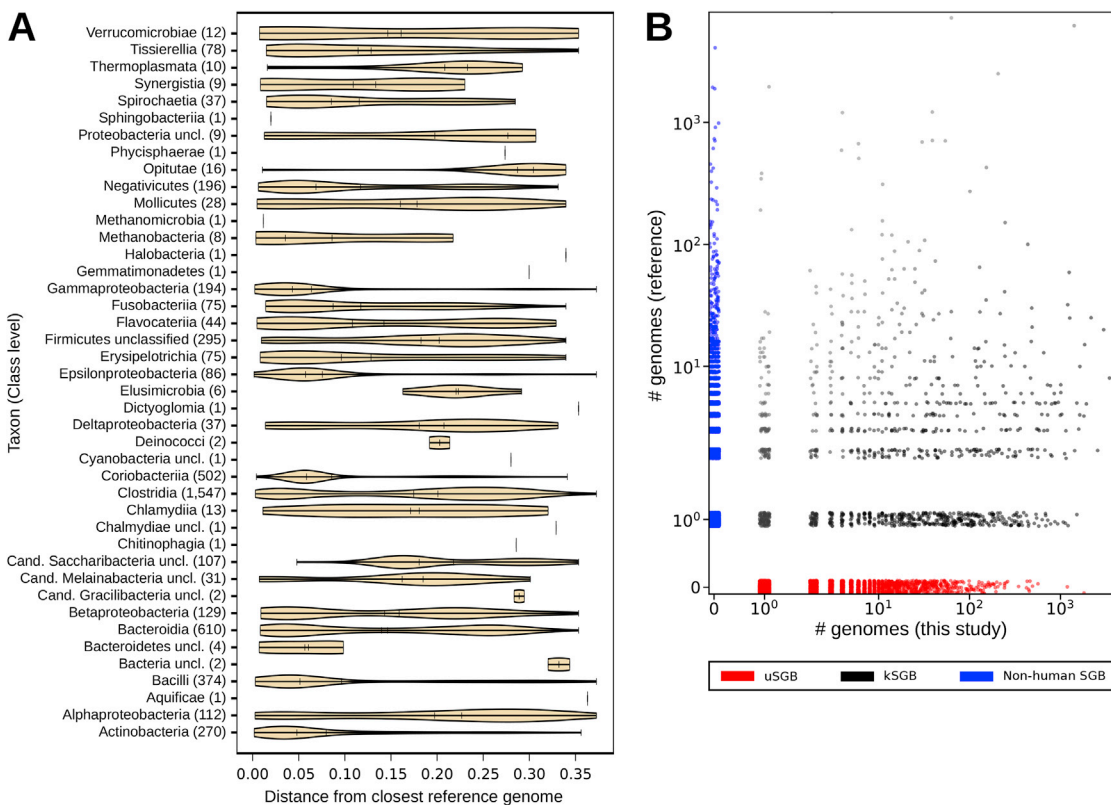 A
Taxon (Class level)
Verrucomicrobiae (12)
Tissierellia (78)
Thermoplasmata (10)
Synergistia (9)
Spirochaetia (37)
Sphingobacteriia (1)
Proteobacteria uncl. (9)
Phycisphaerae (1)
Opitutae (16)
Negativicutes (196)
Mollicutes (28)
Methanomicrobia (1)
Methanobacteria (8)
Halobacteria (1)
Gemmatimonadetes (1)
Gammaproteobacteria (194)
Fusobacteriia (75)
Flavocateriia (44)
Firmicutes unclassified (295)
Erysipelotrichia (75)
Epsilonproteobacteria (86)
Elusimicrobia (6)
Dictyoglomia (1)
Deltaproteobacteria (37)
Deinococci (2)
Cyanobacteria uncl. (1)
Coriobacteriia (502)
Clostridia (1,547)
Chlamydiia (13)
Chalmydiae uncl. (1)
Chitinophagia (1)
Cand. Saccharibacteria uncl. (107)
Cand. Melainabacteria uncl. (31)
Cand. Gracilibacteria uncl. (2)
Betaproteobacteria (129)
Bacteroidia (610)
Bacteroidetes uncl. (4)
Bacteria uncl. (2)
Bacilli (374)
Aquificae (1)
Alphaproteobacteria (112)
Actinobacteria (270)
0.00 0.05 0.10 0.15 0.20 0.25 0.30 0.35
Distance from closest reference genome
B
# genomes (reference)
10³
10²
10¹
10⁰
0
0 10⁰ 10¹ 10² 10³
# genomes (this study)
uSGB kSGB Non-human SGB